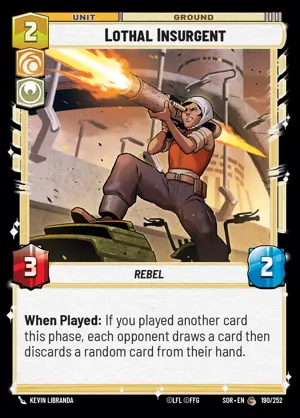 UNIT
GROUND
2
LOTHAL INSURGENT
3
REBEL
2
When Played: If you played another card
this phase, each opponent draws a card then
discards a random card from their hand.
KEVIN LIBRANDA
©LFL ©FFG
SOR • EN
C
190/252